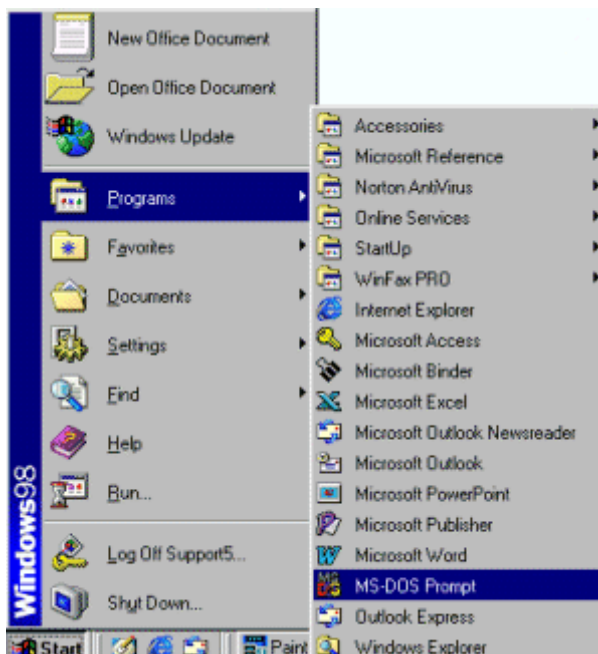 New Office Document
Open Office Document
Windows Update
Programs
Favorites
Documents
Settings
Find
Help
Run...
Log Off Support5...
Shut Down...
Windows98
Accessories
Microsoft Reference
Norton AntiVirus
Online Services
StartUp
WinFax PRO
Internet Explorer
Microsoft Access
Microsoft Binder
Microsoft Excel
Microsoft Outlook Newsreader
Microsoft Outlook
Microsoft PowerPoint
Microsoft Publisher
Microsoft Word
MS-DOS Prompt
Outlook Express
Windows Explorer
Start
Paint